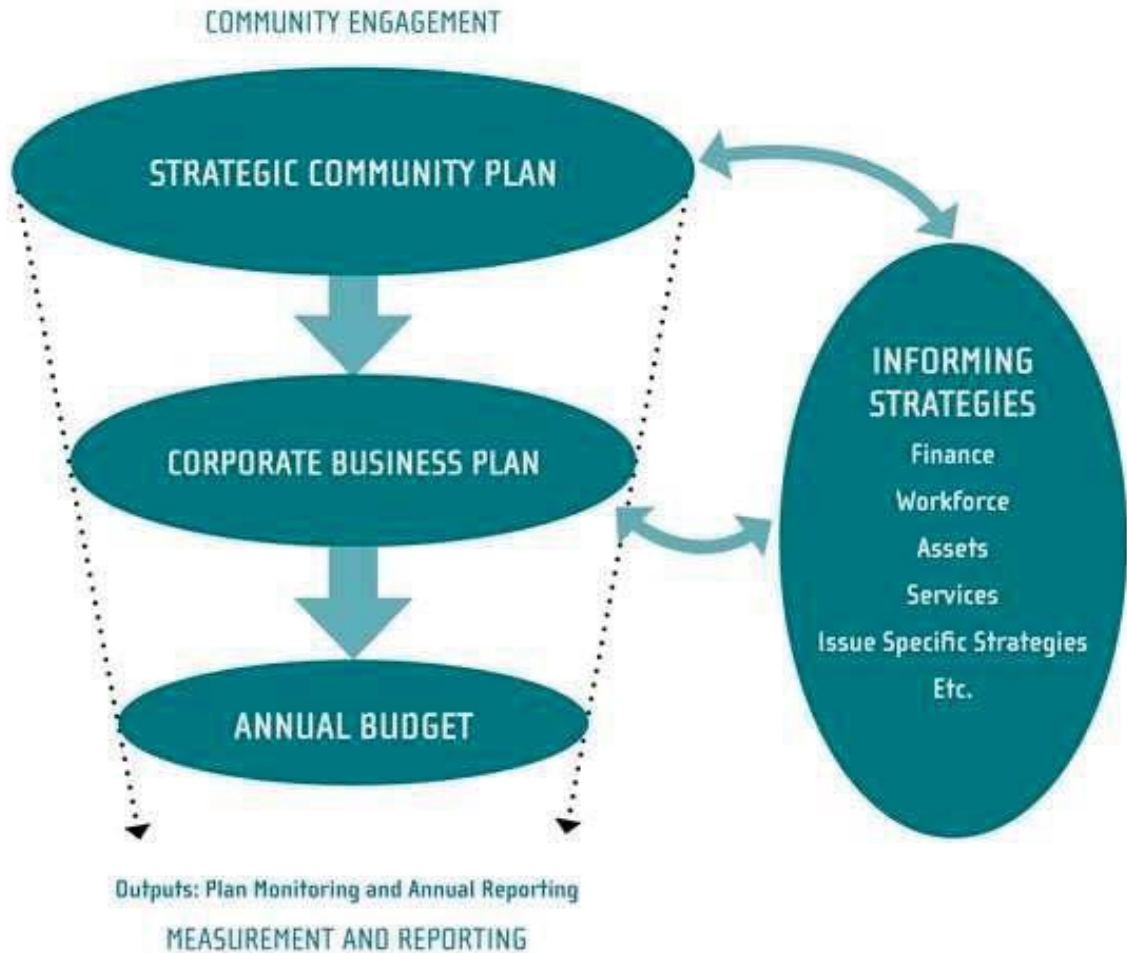 COMMUNITY ENGAGEMENT
STRATEGIC COMMUNITY PLAN
CORPORATE BUSINESS PLAN
ANNUAL BUDGET
INFORMING
STRATEGIES
Finance
Workforce
Assets
Services
Issue Specific Strategies
Etc.
Outputs: Plan Monitoring and Annual Reporting
MEASUREMENT AND REPORTING